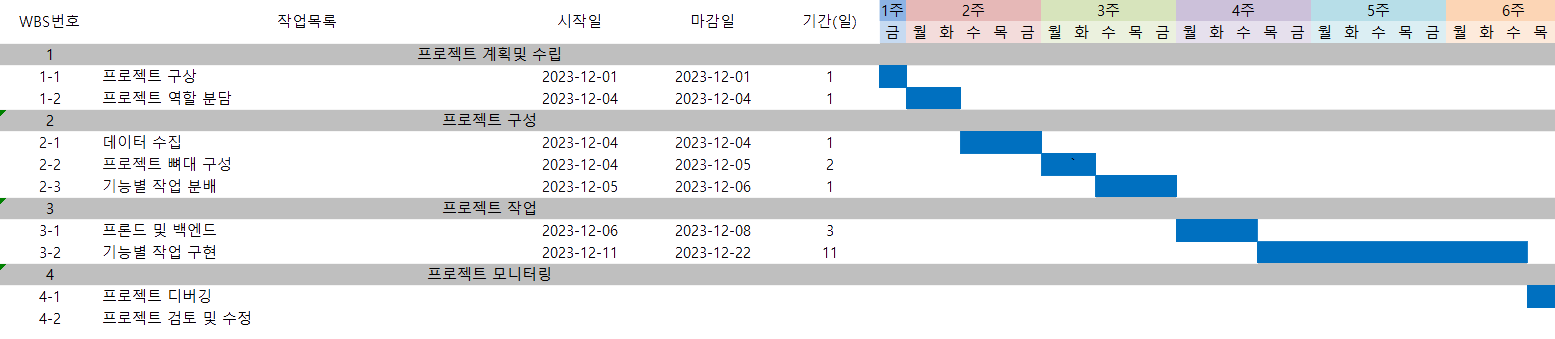 WBS번호 작업목록 시작일 마감일 기간(일) 1주 2주 3주 4주 5주 6주
금 월 화 수 목 금 월 화 수 목 금 월 화 수 목 금 월 화 수 목 금 월 화 수 목
1 프로젝트 계획및 수립
1-1 프로젝트 구상 2023-12-01 2023-12-01 1
1-2 프로젝트 역할 분담 2023-12-04 2023-12-04 1
2 프로젝트 구성
2-1 데이터 수집 2023-12-04 2023-12-04 1
2-2 프로젝트 뼈대 구성 2023-12-04 2023-12-05 2 `
2-3 기능별 작업 분배 2023-12-05 2023-12-06 1
3 프로젝트 작업
3-1 프론드 및 백엔드 2023-12-06 2023-12-08 3
3-2 기능별 작업 구현 2023-12-11 2023-12-22 11
4 프로젝트 모니터링
4-1 프로젝트 디버깅
4-2 프로젝트 검토 및 수정